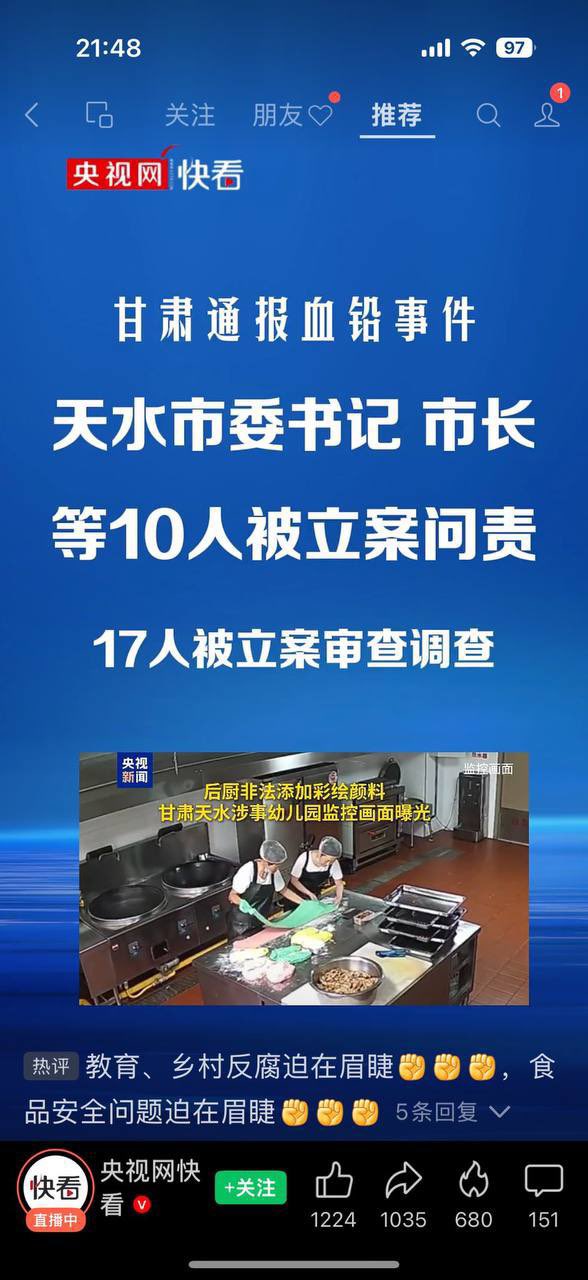 21:48
97
关注
朋友
推荐
1
央视网 快看
甘肃通报血铅事件
天水市委书记 市长
等10人被立案问责
17人被立案审查调查
央视
新闻
监控画面
后厨非法添加彩绘颜料
甘肃天水涉事幼儿园监控画面曝光
热评 教育、乡村反腐迫在眉睫✊✊✊，食
品安全问题迫在眉睫✊✊✊ 5条回复
快看
直播中
央视网快
看
+关注
1224
1035
680
151